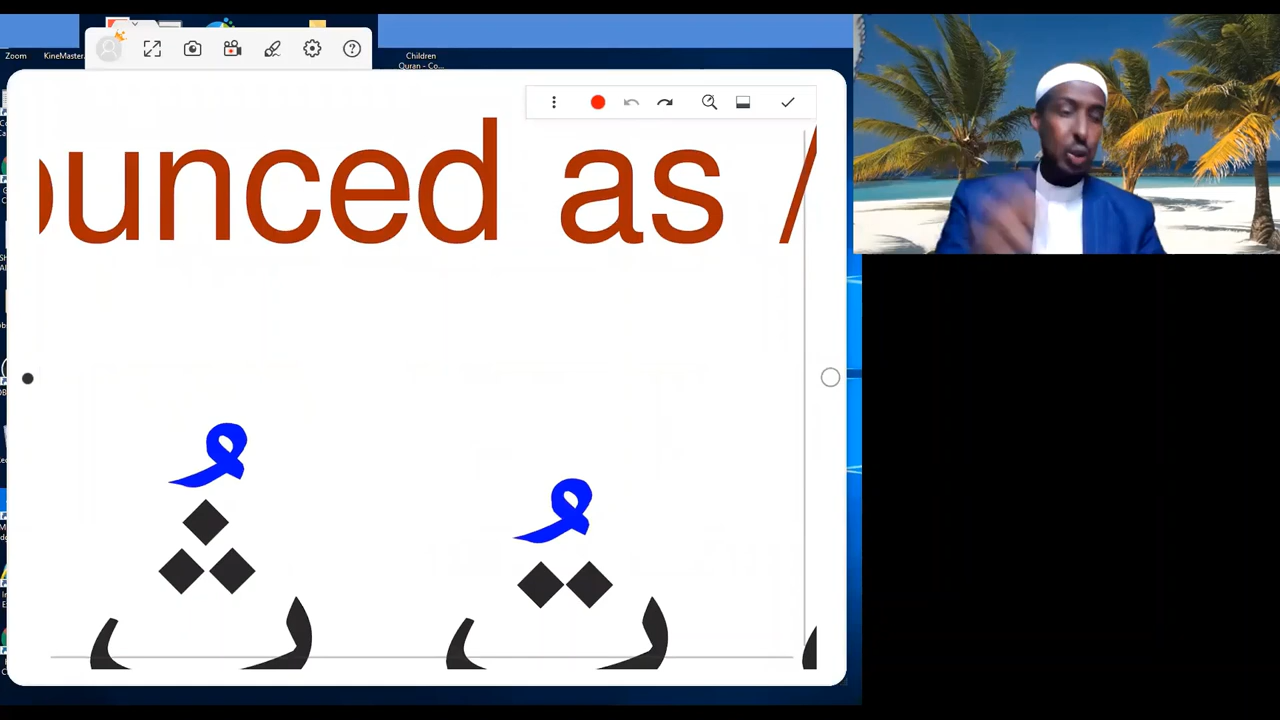 Zoom KineMaster Children
Quran - Co...
ounced as /
تُ ثُ